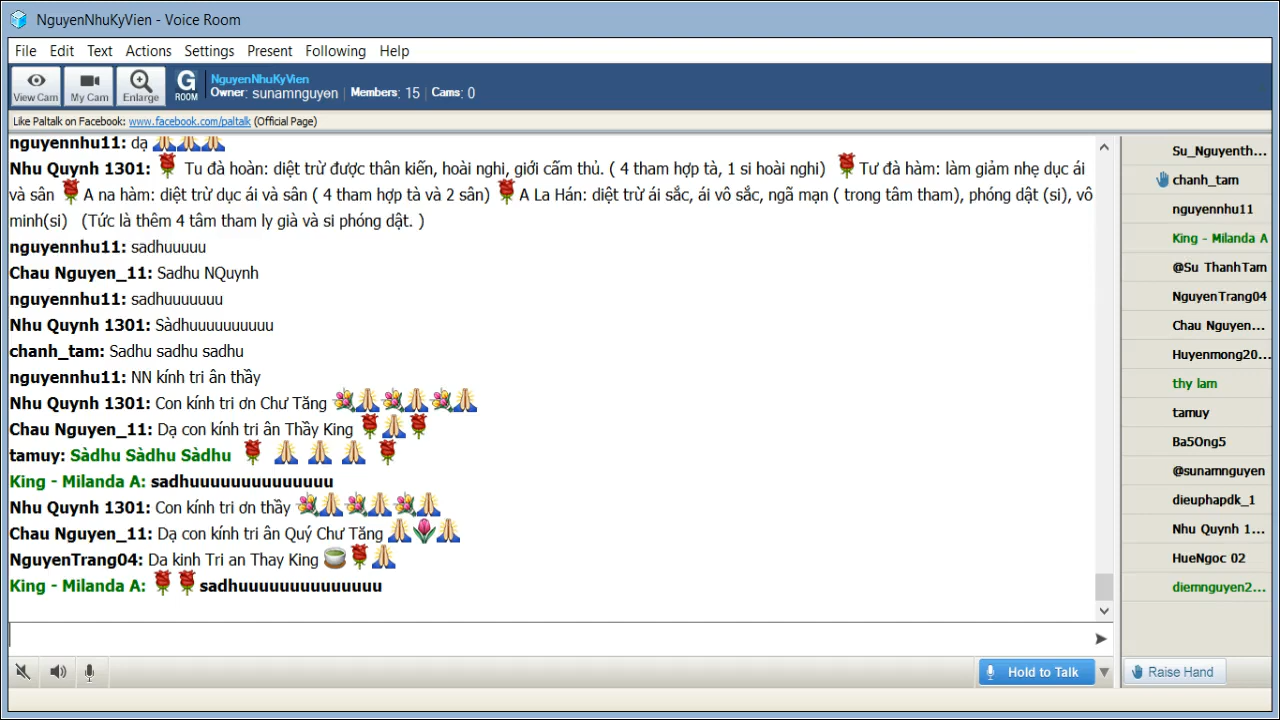 NguyenNhuKyVien - Voice Room
File Edit Text Actions Settings Present Following Help
View Cam My Cam Enlarge G ROOM
NguyenNhuKyVien
Owner: sunamnguyen Members: 15 Cams: 0
Like Paltalk on Facebook: www.facebook.com/paltalk (Official Page)
nguyennhu11: dạ 🙏🙏🙏
Nhu Quynh 1301: 🌹 Tu đà hoàn: diệt trừ được thân kiến, hoài nghi, giới cấm thủ. ( 4 tham hợp tà, 1 si hoài nghi) 🌹Tư đà hàm: làm giảm nhẹ dục ái
và sân 🌹A na hàm: diệt trừ dục ái và sân ( 4 tham hợp tà và 2 sân) 🌹A La Hán: diệt trừ ái sắc, ái vô sắc, ngã mạn ( trong tâm tham), phóng dật (si), vô
minh(si) (Tức là thêm 4 tâm tham ly già và si phóng dật. )
nguyennhu11: sadhuuuuu
Chau Nguyen_11: Sadhu NQuynh
nguyennhu11: sadhuuuuuuu
Nhu Quynh 1301: Sàdhuuuuuuuuuu
chanh_tam: Sadhu sadhu sadhu
nguyennhu11: NN kính tri ân thầy
Nhu Quynh 1301: Con kính tri ơn Chư Tăng 💐🙏💐🙏💐🙏
Chau Nguyen_11: Dạ con kính tri ân Thầy King 🌹🙏🌹
tamuy: Sàdhu Sàdhu Sàdhu 🌹 🙏 🙏 🙏 🌹
King - Milanda A: sadhuuuuuuuuuuuuuu
Nhu Quynh 1301: Con kính tri ơn thầy 💐🙏💐🙏💐🙏
Chau Nguyen_11: Dạ con kính tri ân Quý Chư Tăng 🙏🌷🙏
NguyenTrang04: Da kinh Tri an Thay King 🍵🌹🙏
King - Milanda A: 🌹🌹sadhuuuuuuuuuuuuuu
Hold to Talk
Su_Nguyenth...
chanh_tam
nguyennhu11
King - Milanda A
@Su ThanhTam
NguyenTrang04
Chau Nguyen...
Huyenmong20...
thy lam
tamuy
Ba5Ong5
@sunamnguyen
dieuphapdk_1
Nhu Quynh 1...
HueNgoc 02
diemnguyen2...
Raise Hand